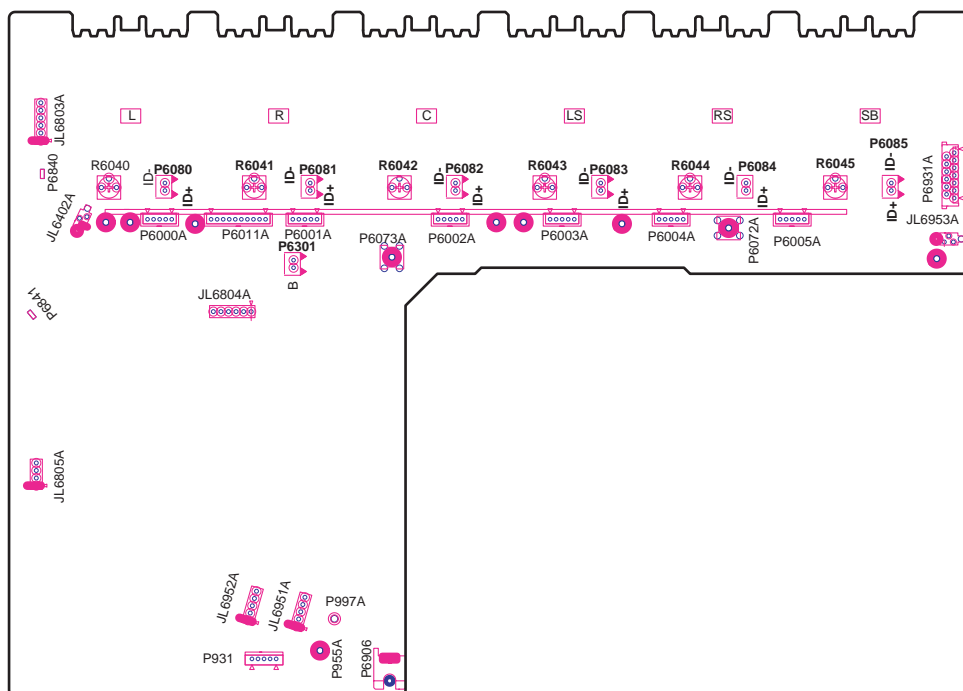 L R C LS RS SB
JL6803A
P6840
R6040 ID- P6080 ID+
R6041 ID- P6081 ID+
R6042 ID- P6082 ID+
R6043 ID- P6083 ID+
R6044 ID- P6084 ID+
R6045 P6085 ID- ID+
P6931A
JL6402A
P6000A P6011A P6001A P6002A P6003A P6004A P6072A P6005A
JL6953A
P6301
B
P6073A
P6841
JL6804A
JL6805A
JL6952A
JL6951A
P997A
P931
P955A
P6906